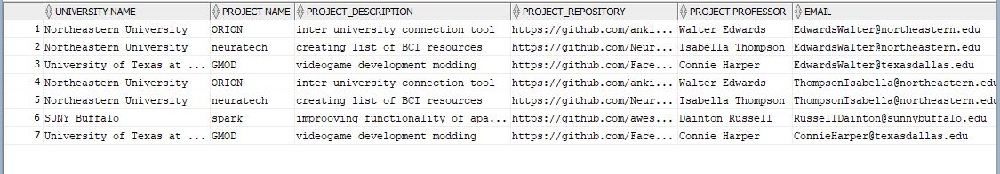 UNIVERSITY NAME PROJECT NAME PROJECT_DESCRIPTION PROJECT_REPOSITORY PROJECT PROFESSOR EMAIL
1 Northeastern University ORION inter university connection tool https://github.com/anki... Walter Edwards EdwardsWalter@northeastern.edu
2 Northeastern University neuratech creating list of BCI resources https://github.com/Neur... Isabella Thompson EdwardsWalter@northeastern.edu
3 University of Texas at ... GMOD videogame development modding https://github.com/Face... Connie Harper EdwardsWalter@texasdallas.edu
4 Northeastern University ORION inter university connection tool https://github.com/anki... Walter Edwards ThompsonIsabella@northeastern.edu
5 Northeastern University neuratech creating list of BCI resources https://github.com/Neur... Isabella Thompson ThompsonIsabella@northeastern.edu
6 SUNY Buffalo spark improoving functionality of apa... https://github.com/awes... Dainton Russell RussellDainton@sunnybuffalo.edu
7 University of Texas at ... GMOD videogame development modding https://github.com/Face... Connie Harper ConnieHarper@texasdallas.edu